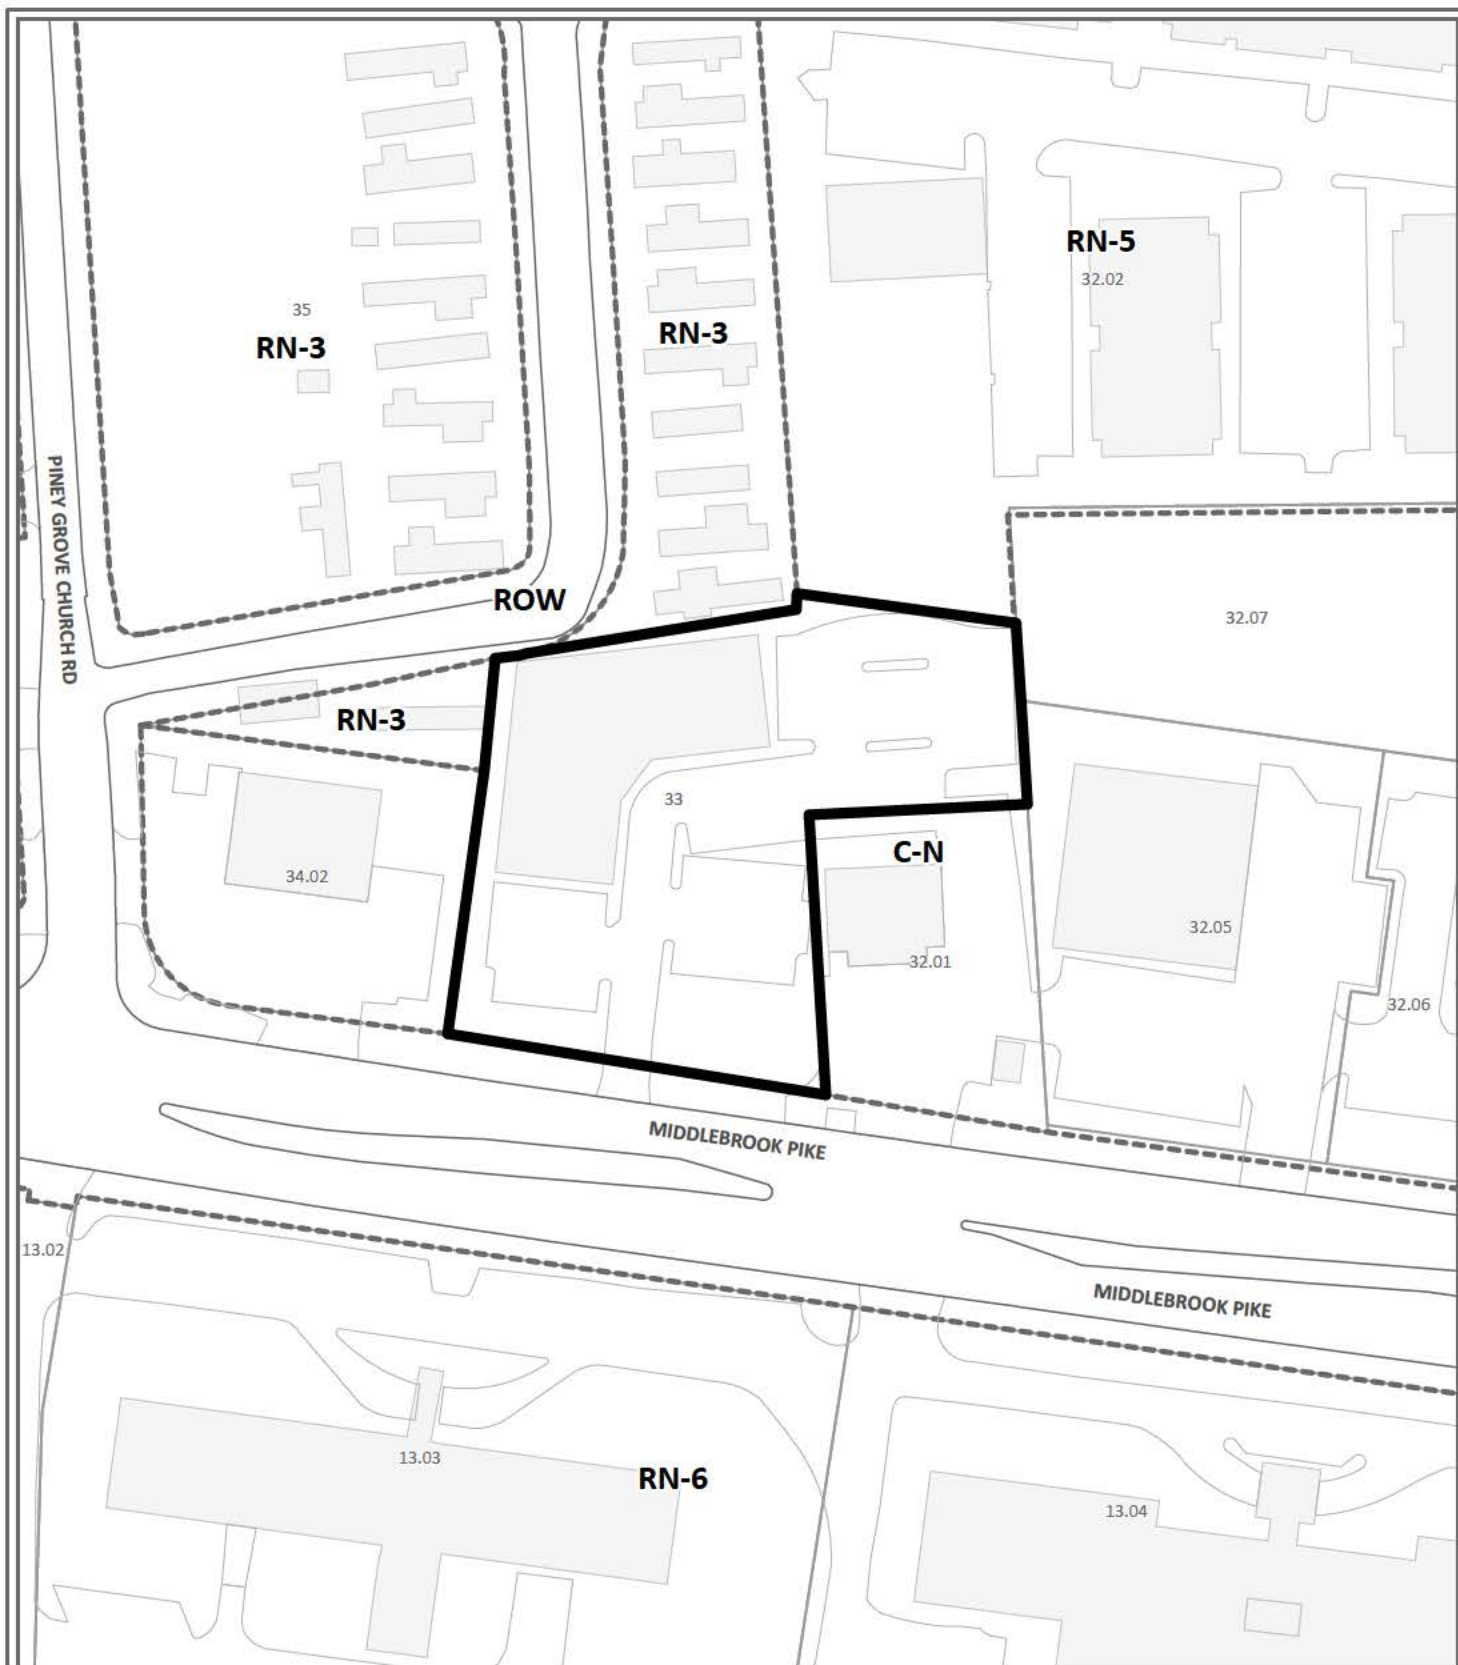 RN-5
32.02
35
RN-3
RN-3
PINEY GROVE CHURCH RD
ROW
32.07
RN-3
33
C-N
34.02
32.05
32.01
32.06
MIDDLEBROOK PIKE
13.02
MIDDLEBROOK PIKE
13.03
RN-6
13.04